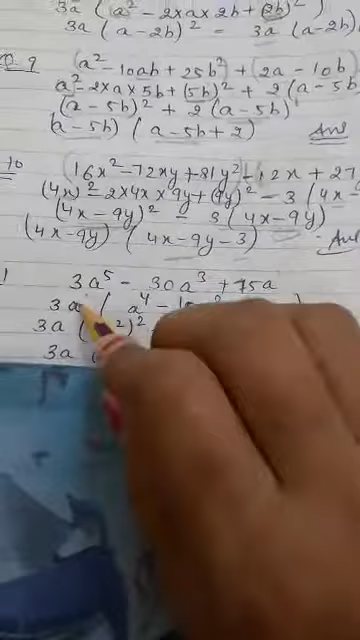 3a (a² - 2×a×2b + (2b)²)
3a (a - 2b)² = 3a (a - 2b)
9 (a² - 10ab + 25b²) + (2a - 10b)
a² - 2×a×5b + (5b)² + 2 (a - 5b
(a - 5b)² + 2 (a - 5b)
(a - 5b) (a - 5b + 2) Ans
10 (16x² - 72xy + 81y² - 12x + 27
(4x)² - 2×4x×9y + (9y)² - 3 (4x -
(4x - 9y)² - 3 (4x - 9y)
(4x - 9y) (4x - 9y - 3) Ans
3a⁵ - 30a³ + 75a
3a (a⁴ -
3a ( ²)²
3a (